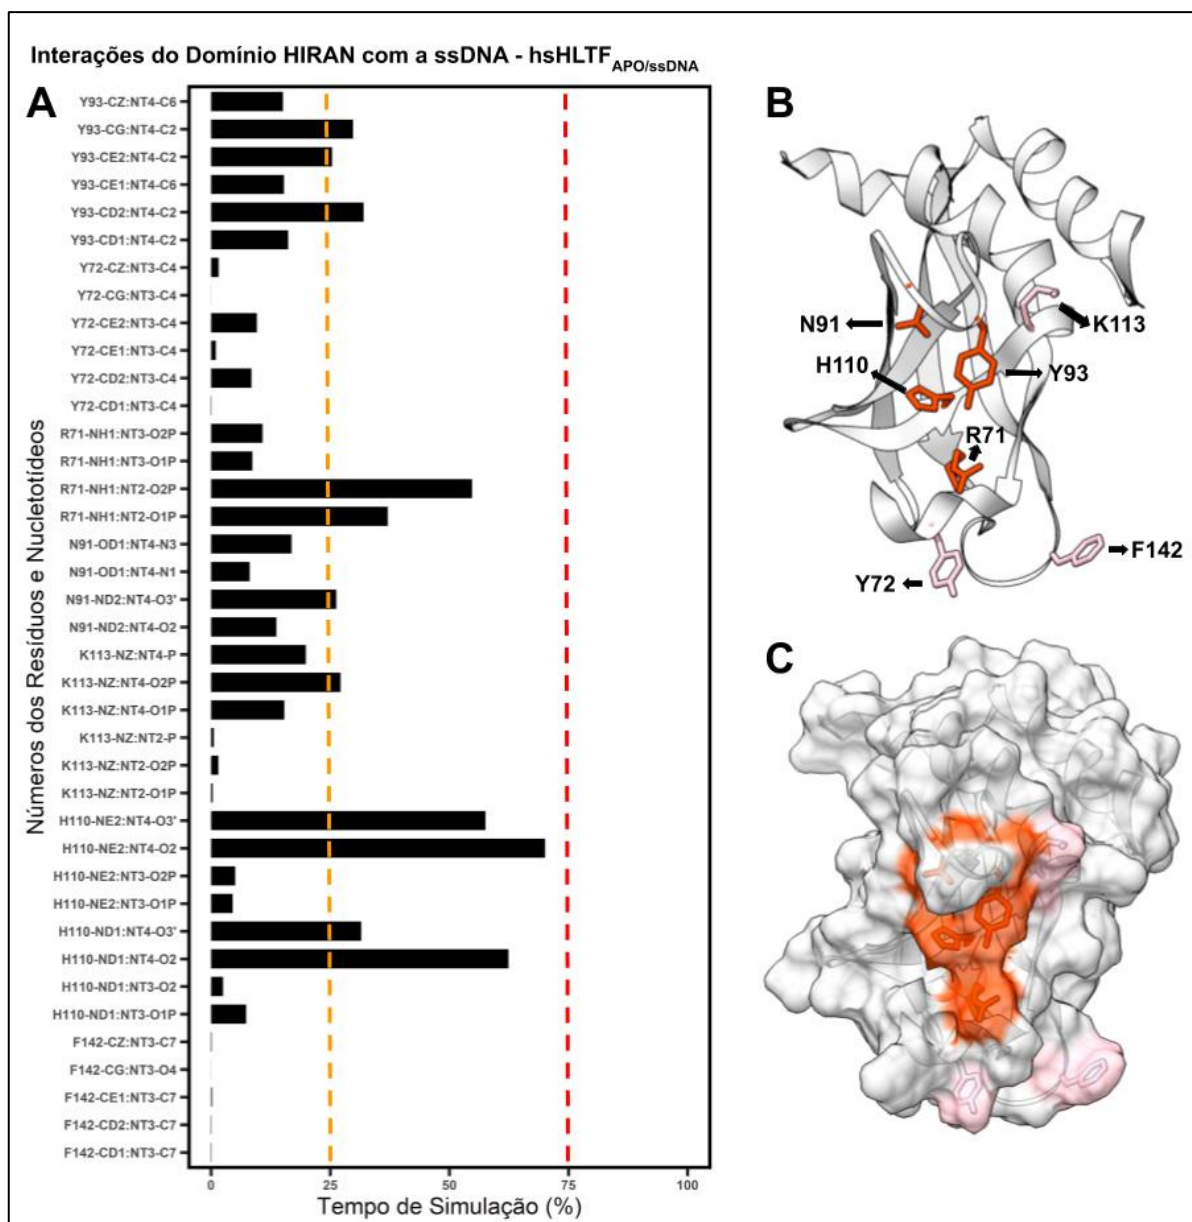 Interações do Domínio HIRAN com a ssDNA - hsHLTF APO/ssDNA
A
Números dos Resíduos e Nucletotídeos
Y93-CZ:NT4-C6
Y93-CG:NT4-C2
Y93-CE2:NT4-C2
Y93-CE1:NT4-C6
Y93-CD2:NT4-C2
Y93-CD1:NT4-C2
Y72-CZ:NT3-C4
Y72-CG:NT3-C4
Y72-CE2:NT3-C4
Y72-CE1:NT3-C4
Y72-CD2:NT3-C4
Y72-CD1:NT3-C4
R71-NH1:NT3-O2P
R71-NH1:NT3-O1P
R71-NH1:NT2-O2P
R71-NH1:NT2-O1P
N91-OD1:NT4-N3
N91-OD1:NT4-N1
N91-ND2:NT4-O3'
N91-ND2:NT4-O2
K113-NZ:NT4-P
K113-NZ:NT4-O2P
K113-NZ:NT4-O1P
K113-NZ:NT2-P
K113-NZ:NT2-O2P
K113-NZ:NT2-O1P
H110-NE2:NT4-O3'
H110-NE2:NT4-O2
H110-NE2:NT3-O2P
H110-NE2:NT3-O1P
H110-ND1:NT4-O3'
H110-ND1:NT4-O2
H110-ND1:NT3-O2
H110-ND1:NT3-O1P
F142-CZ:NT3-C7
F142-CG:NT3-O4
F142-CE1:NT3-C7
F142-CD2:NT3-C7
F142-CD1:NT3-C7
0 25 50 75 100
Tempo de Simulação (%)
B
N91
K113
H110
Y93
R71
F142
Y72
C